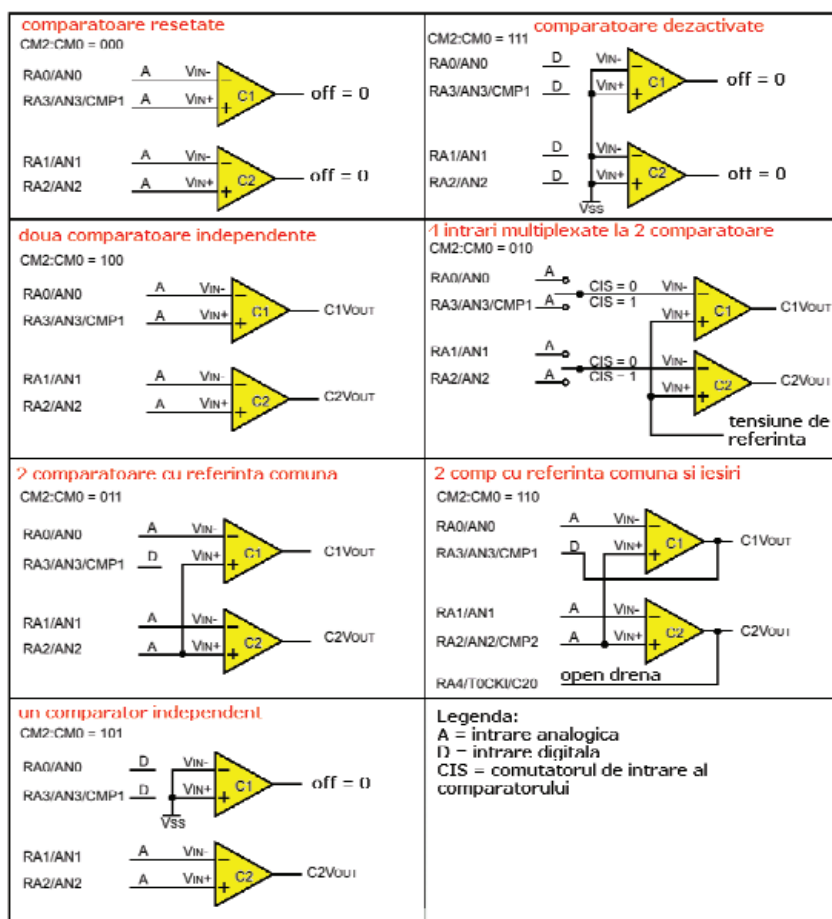 comparatoare resetate
CM2:CM0 = 000
RA0/AN0 A VIN- −
RA3/AN3/CMP1 A VIN+ + C1 off = 0
RA1/AN1 A VIN- −
RA2/AN2 A VIN+ + C2 off = 0
comparatoare dezactivate
CM2:CM0 = 111
RA0/AN0 D VIN- −
RA3/AN3/CMP1 D VIN+ + C1 off = 0
RA1/AN1 D VIN- −
RA2/AN2 D VIN+ + C2 ott = 0
VSS
doua comparatoare independente
CM2:CM0 = 100
RA0/AN0 A VIN- −
RA3/AN3/CMP1 A VIN+ + C1 C1VOUT
RA1/AN1 A VIN- −
RA2/AN2 A VIN+ + C2 C2VOUT
4 intrari multiplexate la 2 comparatoare
CM2:CM0 = 010
RA0/AN0 A CIS = 0 VIN- −
RA3/AN3/CMP1 A CIS = 1 VIN+ + C1 C1VOUT
RA1/AN1 A CIS = 0 VIN- −
RA2/AN2 A CIS = 1 VIN+ + C2 C2VOUT
tensiune de
referinta
2 comparatoare cu referinta comuna
CM2:CM0 = 011
RA0/AN0 A VIN- −
RA3/AN3/CMP1 D VIN+ + C1 C1VOUT
RA1/AN1 A VIN- −
RA2/AN2 A VIN+ + C2 C2VOUT
2 comp cu referinta comuna si iesiri
CM2:CM0 = 110
RA0/AN0 A VIN- −
RA3/AN3/CMP1 D VIN+ + C1 C1VOUT
RA1/AN1 A VIN- −
RA2/AN2/CMP2 A VIN+ + C2 C2VOUT
RA4/T0CKI/C20 open drena
un comparator independent
CM2:CM0 = 101
RA0/AN0 D VIN- −
RA3/AN3/CMP1 D VIN+ + C1 off = 0
VSS
RA1/AN1 A VIN- −
RA2/AN2 A VIN+ + C2 C2VOUT
Legenda:
A = intrare analogica
D = intrare digitala
CIS = comutatorul de intrare al
comparatorului